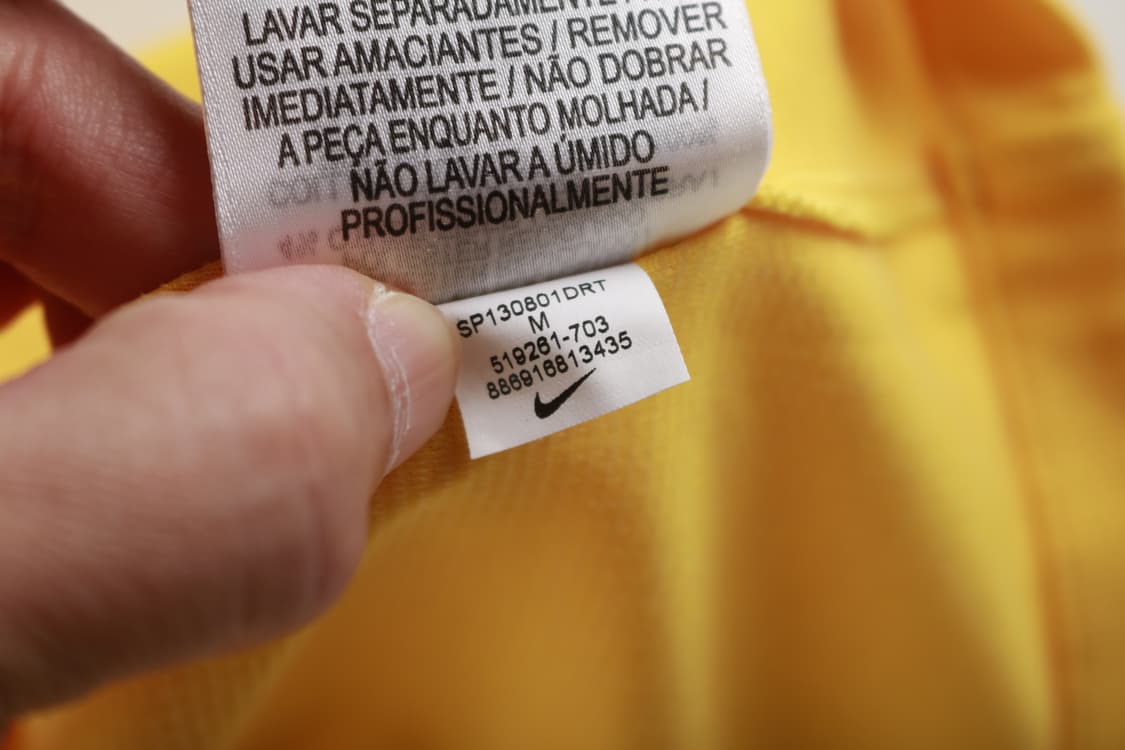 LAVAR SEPARADAMENTE /
USAR AMACIANTES / REMOVER
IMEDIATAMENTE / NÃO DOBRAR
A PEÇA ENQUANTO MOLHADA /
NÃO LAVAR A ÚMIDO
PROFISSIONALMENTE
SP130801DRT
M
519261-703
886916813435